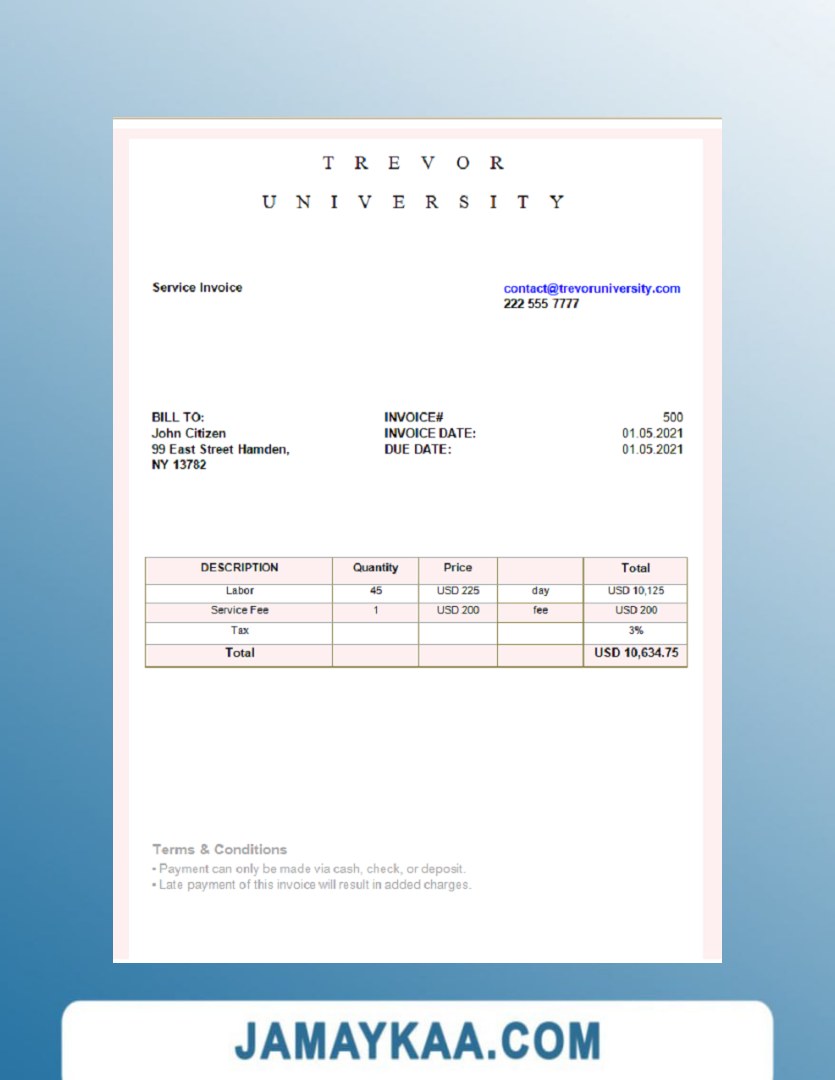 TREVOR
UNIVERSITY
Service Invoice
contact@trevoruniversity.com
222 555 7777
BILL TO:
John Citizen
99 East Street Hamden,
NY 13782
INVOICE# 500
INVOICE DATE: 01.05.2021
DUE DATE: 01.05.2021
DESCRIPTION Quantity Price Total
Labor 45 USD 225 day USD 10,125
Service Fee 1 USD 200 fee USD 200
Tax 3%
Total USD 10,634.75
Terms & Conditions
• Payment can only be made via cash, check, or deposit.
• Late payment of this invoice will result in added charges.
JAMAYKAA.COM